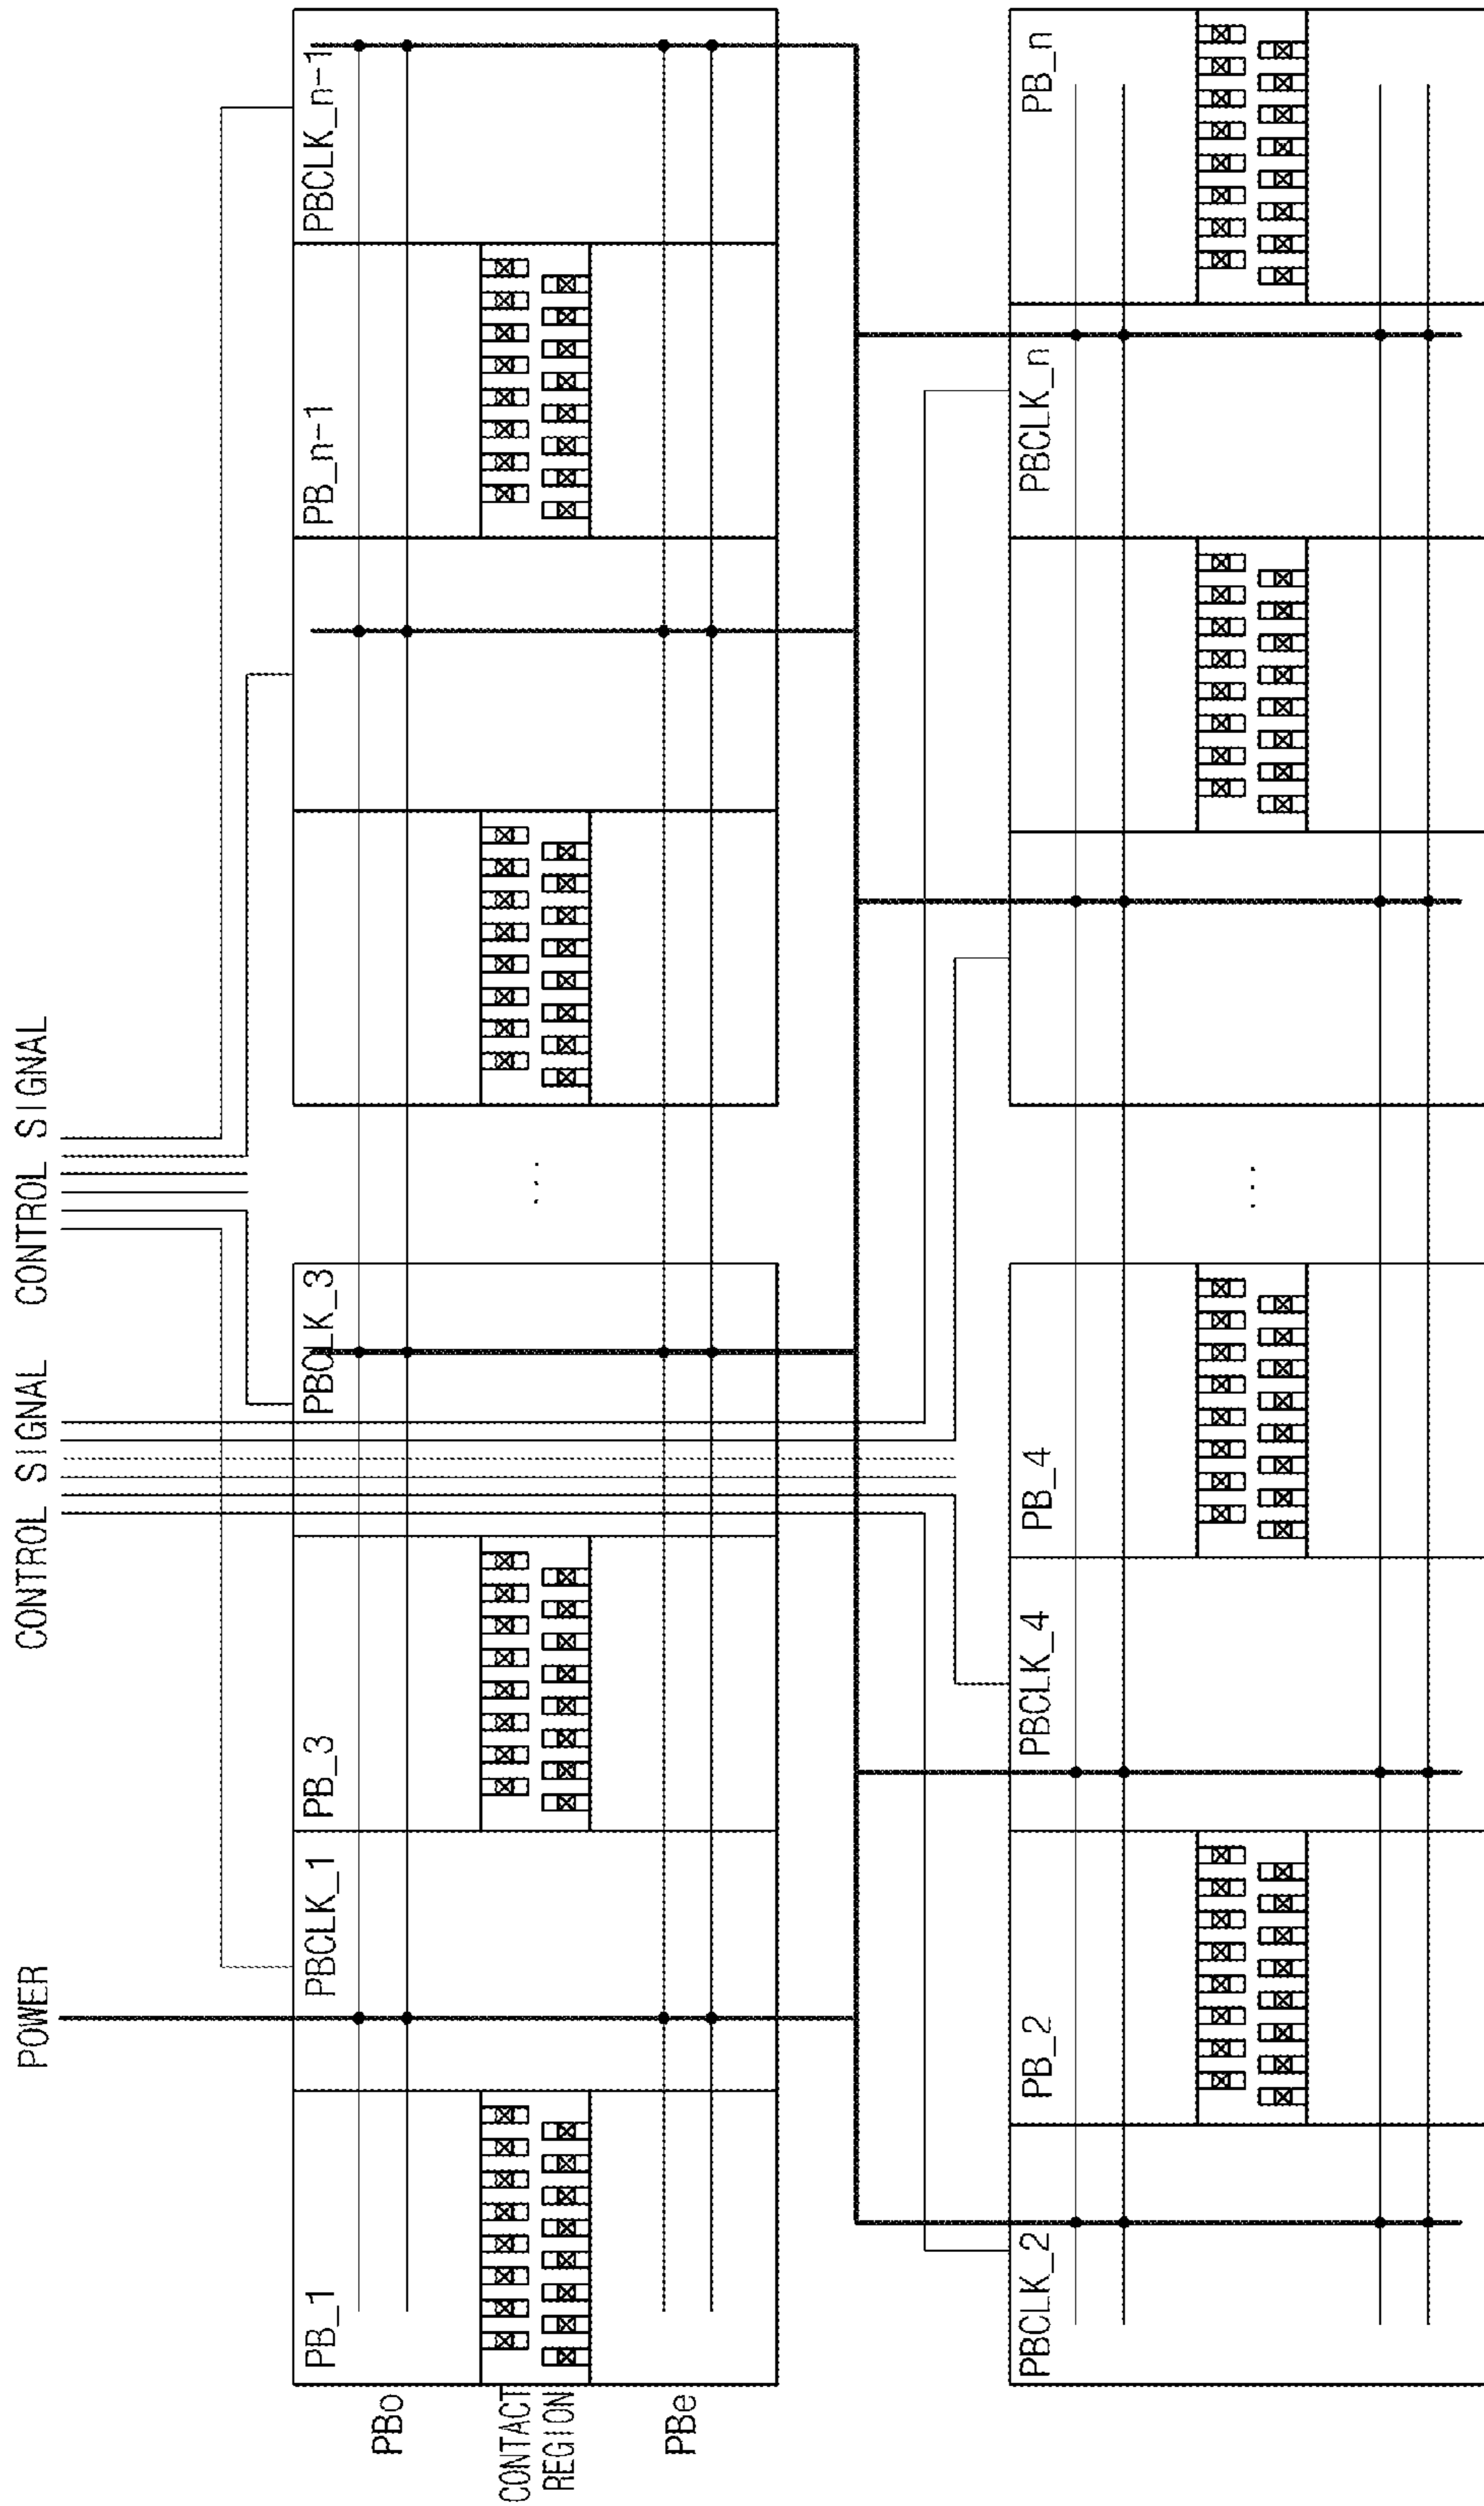 POWER
CONTROL SIGNAL
CONTROL SIGNAL
PB_1
PBCLK_1
PB_3
PBCLK_3
...
PB_n-1
PBCLK_n-1
PBo
CONTACT
REGION
PBe
PBCLK_2
PB_2
PBCLK_4
PB_4
...
PBCLK_n
PB_n